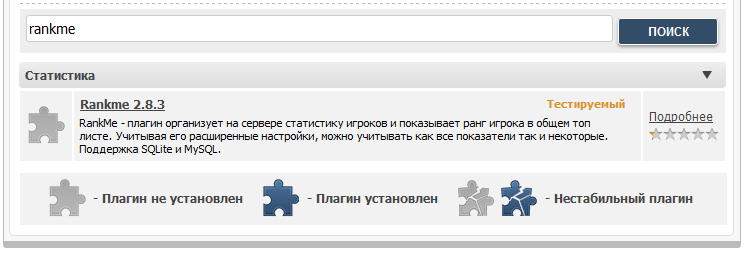 rankme
ПОИСК
Статистика
Rankme 2.8.3
Тестируемый
RankMe - плагин организует на сервере статистику игроков и показывает ранг игрока в общем топ
листе. Учитывая его расширенные настройки, можно учитывать как все показатели так и некоторые.
Поддержка SQLite и MySQL.
Подробнее
- Плагин не установлен
- Плагин установлен
- Нестабильный плагин